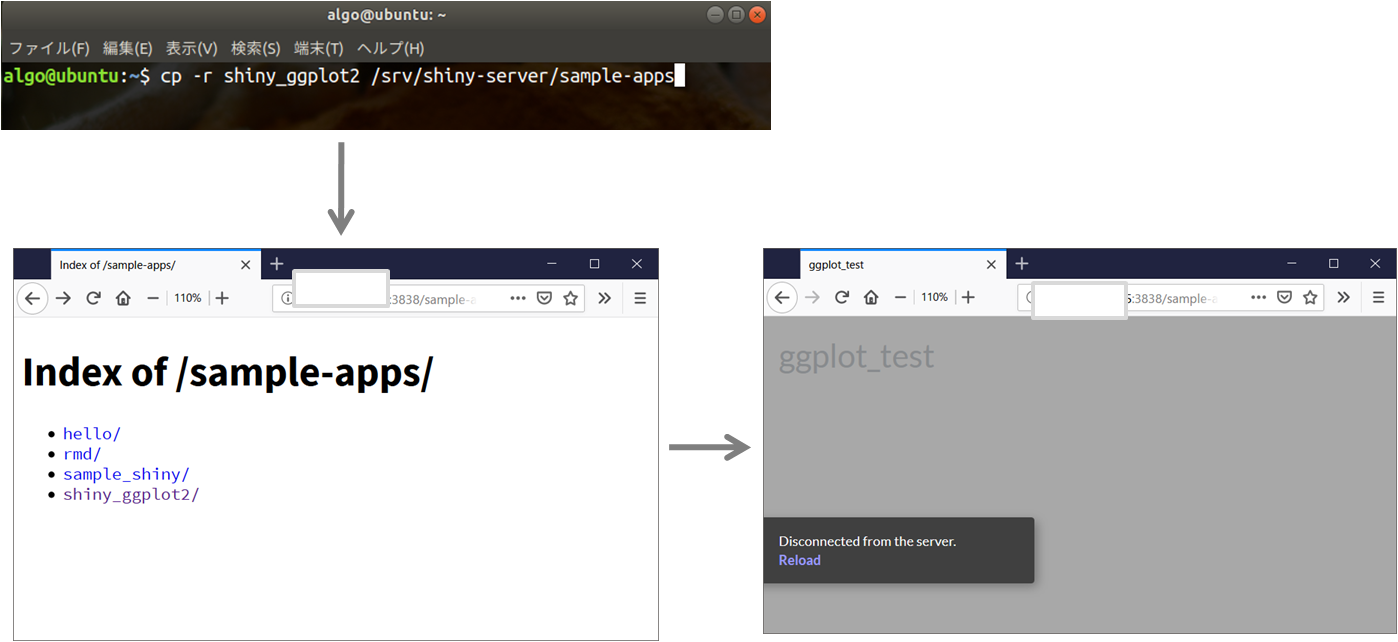 algo@ubuntu: ~
ファイル(F) 編集(E) 表示(V) 検索(S) 端末(T) ヘルプ(H)
algo@ubuntu:~$ cp -r shiny_ggplot2 /srv/shiny-server/sample-apps
Index of /sample-apps/
110%
:3838/sample-a
Index of /sample-apps/
hello/
rmd/
sample_shiny/
shiny_ggplot2/
ggplot_test
110%
5:3838/sample-a
ggplot_test
Disconnected from the server.
Reload